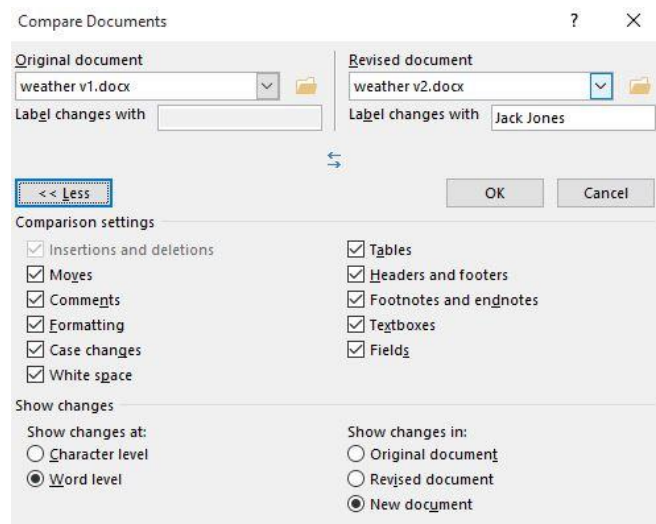 Compare Documents ? X
Original document Revised document
weather v1.docx weather v2.docx
Label changes with Label changes with Jack Jones
<< Less OK Cancel
Comparison settings
Insertions and deletions Tables
Moves Headers and footers
Comments Footnotes and endnotes
Formatting Textboxes
Case changes Fields
White space
Show changes
Show changes at: Show changes in:
Character level Original document
Word level Revised document
New document